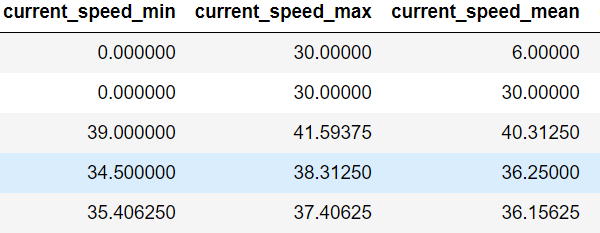 current_speed_min current_speed_max current_speed_mean
0.000000 30.00000 6.00000
0.000000 30.00000 30.00000
39.000000 41.59375 40.31250
34.500000 38.31250 36.25000
35.406250 37.40625 36.15625